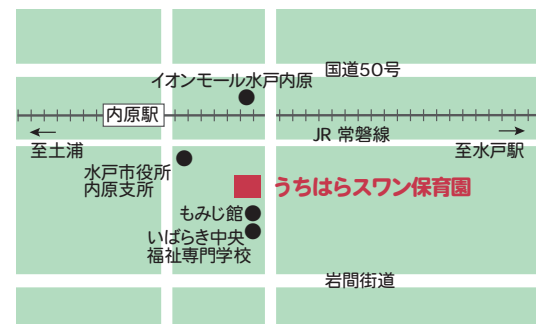 国道50号
イオンモール水戸内原
内原駅
JR 常磐線
至土浦
至水戸駅
水戸市役所
内原支所
うちはらスワン保育園
もみじ館
いばらき中央
福祉専門学校
岩間街道